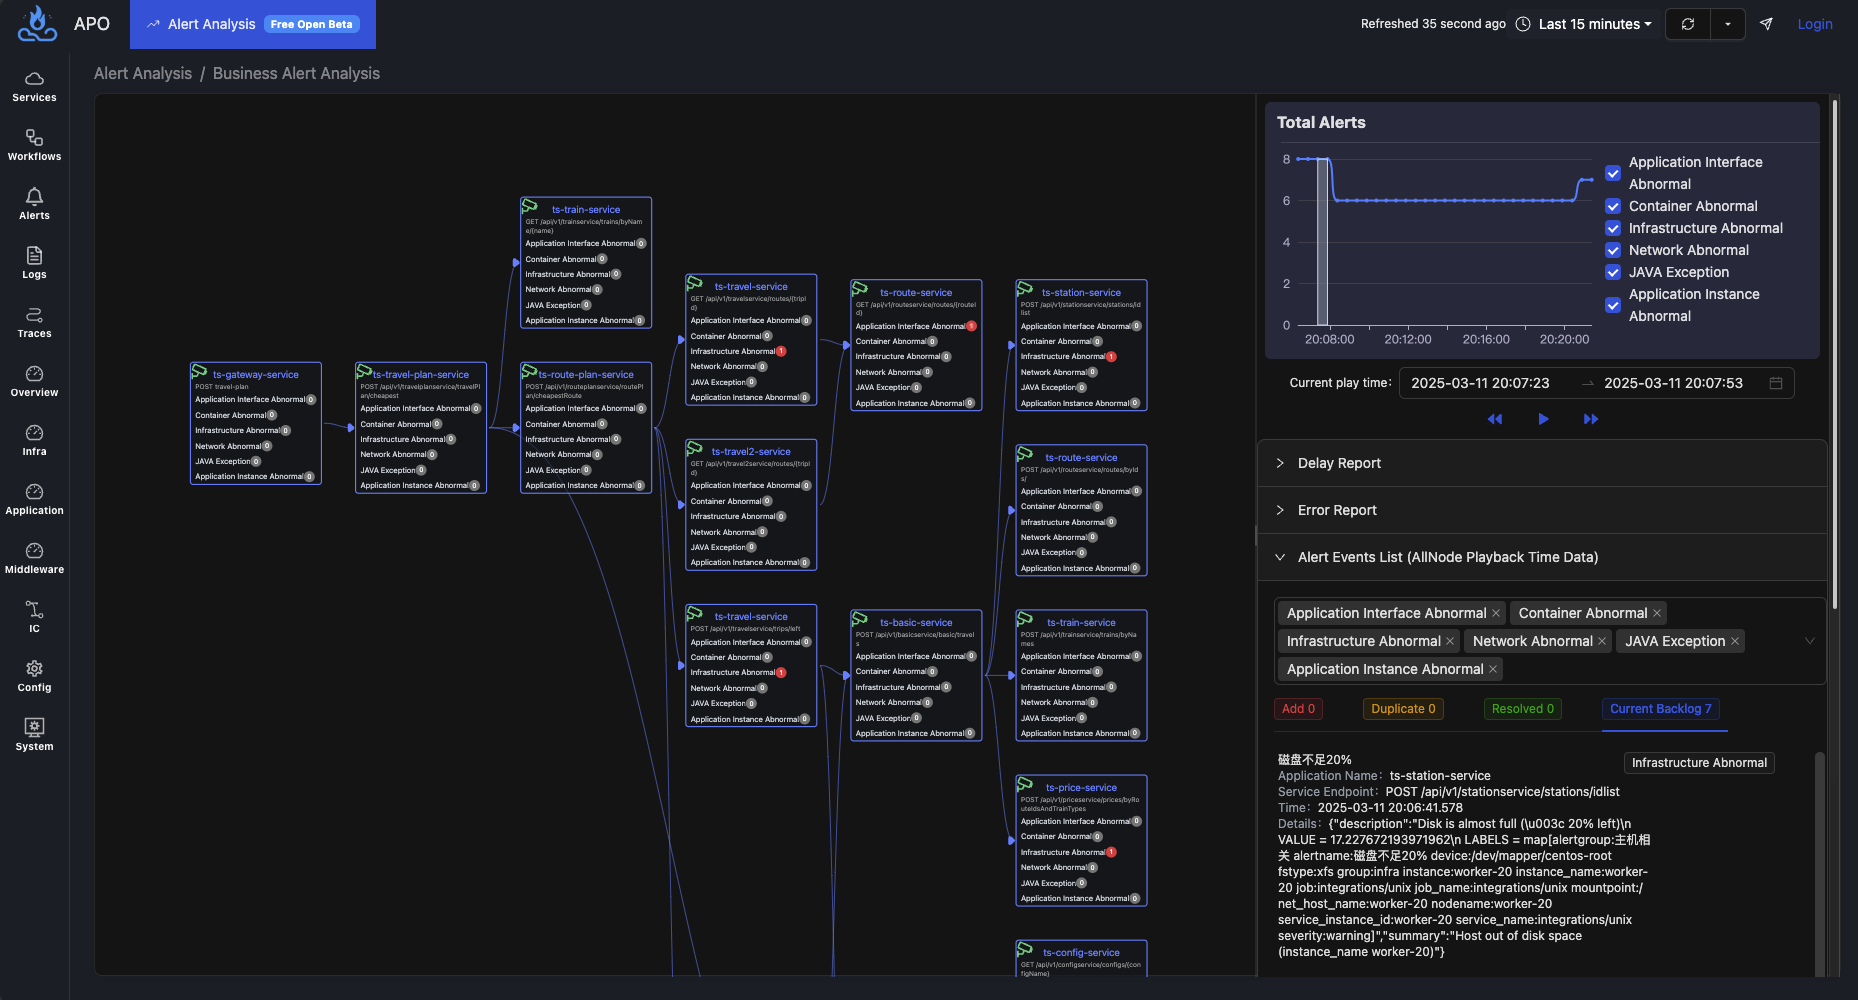 APO
Alert Analysis
Free Open Beta
Refreshed 35 second ago
Last 15 minutes
Login
Alert Analysis / Business Alert Analysis
Services
Workflows
Alerts
Logs
Traces
Overview
Infra
Application
Middleware
IC
Config
System
ts-gateway-service
POST travel-plan
Application Interface Abnormal 0
Container Abnormal 0
Infrastructure Abnormal 0
Network Abnormal 0
JAVA Exception 0
Application Instance Abnormal 0
ts-travel-plan-service
POST /api/v1/travelplanservice/travelPl
an/cheapest
Application Interface Abnormal 0
Container Abnormal 0
Infrastructure Abnormal 0
Network Abnormal 0
JAVA Exception 0
Application Instance Abnormal 0
ts-train-service
GET /api/v1/trainservice/trains/byNam
e/{name}
Application Interface Abnormal 0
Container Abnormal 0
Infrastructure Abnormal 0
Network Abnormal 0
JAVA Exception 0
Application Instance Abnormal 0
ts-route-plan-service
POST /api/v1/routeplanservice/routePl
an/cheapestRoute
Application Interface Abnormal 0
Container Abnormal 0
Infrastructure Abnormal 0
Network Abnormal 0
JAVA Exception 0
Application Instance Abnormal 0
ts-travel-service
GET /api/v1/travelservice/routes/{tripI
d}
Application Interface Abnormal 0
Container Abnormal 0
Infrastructure Abnormal 1
Network Abnormal 0
JAVA Exception 0
Application Instance Abnormal 0
ts-travel2-service
GET /api/v1/travel2service/routes/{tripI
d}
Application Interface Abnormal 0
Container Abnormal 0
Infrastructure Abnormal 0
Network Abnormal 0
JAVA Exception 0
Application Instance Abnormal 0
ts-travel-service
POST /api/v1/travelservice/trips/left
Application Interface Abnormal 0
Container Abnormal 0
Infrastructure Abnormal 1
Network Abnormal 0
JAVA Exception 0
Application Instance Abnormal 0
ts-route-service
GET /api/v1/routeservice/routes/{routeI
d}
Application Interface Abnormal 1
Container Abnormal 0
Infrastructure Abnormal 0
Network Abnormal 0
JAVA Exception 0
Application Instance Abnormal 0
ts-basic-service
POST /api/v1/basicservice/basic/travel
s
Application Interface Abnormal 0
Container Abnormal 0
Infrastructure Abnormal 0
Network Abnormal 0
JAVA Exception 0
Application Instance Abnormal 0
ts-station-service
POST /api/v1/stationservice/stations/id
list
Application Interface Abnormal 0
Container Abnormal 0
Infrastructure Abnormal 1
Network Abnormal 0
JAVA Exception 0
Application Instance Abnormal 0
ts-route-service
POST /api/v1/routeservice/routes/byId
s/
Application Interface Abnormal 0
Container Abnormal 0
Infrastructure Abnormal 0
Network Abnormal 0
JAVA Exception 0
Application Instance Abnormal 0
ts-train-service
POST /api/v1/trainservice/trains/byNa
mes
Application Interface Abnormal 0
Container Abnormal 0
Infrastructure Abnormal 0
Network Abnormal 0
JAVA Exception 0
Application Instance Abnormal 0
ts-price-service
POST /api/v1/priceservice/prices/byRo
uteIdsAndTrainTypes
Application Interface Abnormal 0
Container Abnormal 0
Infrastructure Abnormal 1
Network Abnormal 0
JAVA Exception 0
Application Instance Abnormal 0
ts-config-service
GET /api/v1/configservice/configs/{con
figName}
Total Alerts
8
6
4
2
0
20:08:00
20:12:00
20:16:00
20:20:00
Application Interface
Abnormal
Container Abnormal
Infrastructure Abnormal
Network Abnormal
JAVA Exception
Application Instance
Abnormal
Current play time: 2025-03-11 20:07:23 → 2025-03-11 20:07:53
Delay Report
Error Report
Alert Events List (AllNode Playback Time Data)
Application Interface Abnormal × Container Abnormal ×
Infrastructure Abnormal × Network Abnormal × JAVA Exception ×
Application Instance Abnormal ×
Add 0
Duplicate 0
Resolved 0
Current Backlog 7
磁盘不足20%
Infrastructure Abnormal
Application Name: ts-station-service
Service Endpoint: POST /api/v1/stationservice/stations/idlist
Time: 2025-03-11 20:06:41.578
Details: {"description":"Disk is almost full (\u003c 20% left)\n
VALUE = 17.227672193971962\n LABELS = map[alertgroup:主机相
关 alertname:磁盘不足20% device:/dev/mapper/centos-root
fstype:xfs group:infra instance:worker-20 instance_name:worker-
20 job:integrations/unix job_name:integrations/unix mountpoint:/
net_host_name:worker-20 nodename:worker-20
service_instance_id:worker-20 service_name:integrations/unix
severity:warning]","summary":"Host out of disk space
(instance_name worker-20)"}